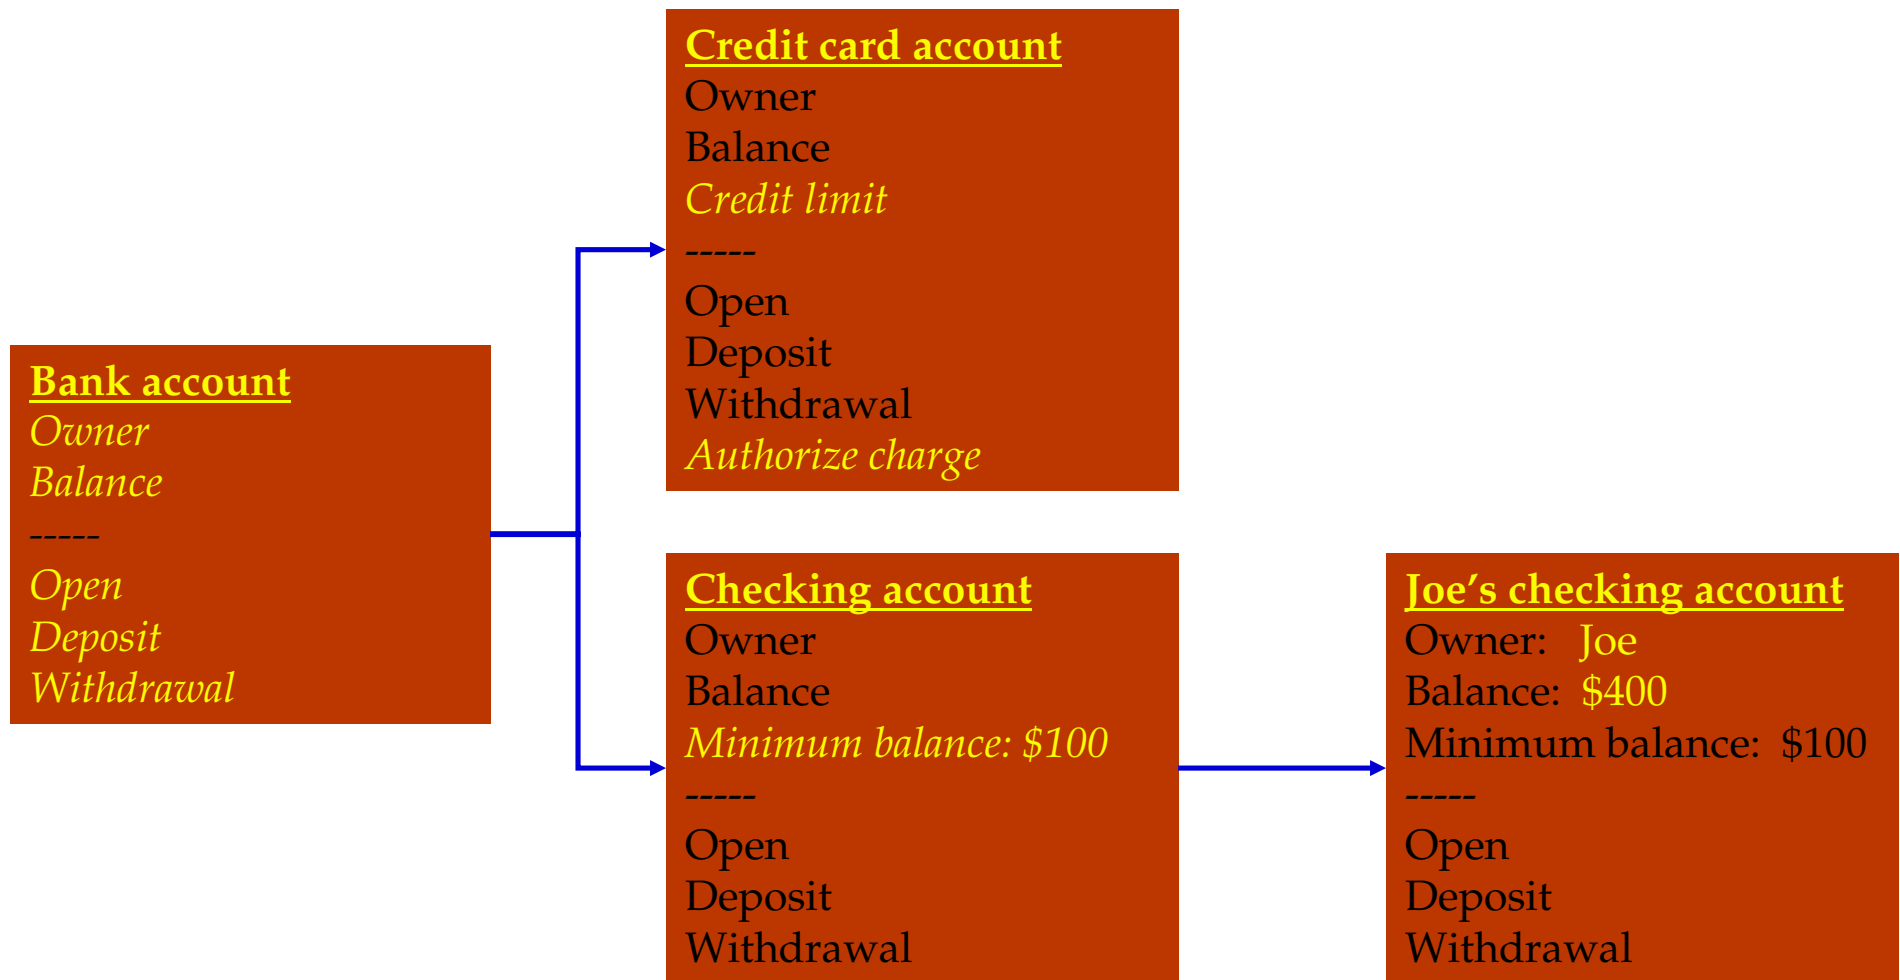 Credit card account
Owner
Balance
Credit limit
-----
Open
Deposit
Withdrawal
Authorize charge
Bank account
Owner
Balance
-----
Open
Deposit
Withdrawal
Checking account
Owner
Balance
Minimum balance: $100
-----
Open
Deposit
Withdrawal
Joe’s checking account
Owner: Joe
Balance: $400
Minimum balance: $100
-----
Open
Deposit
Withdrawal